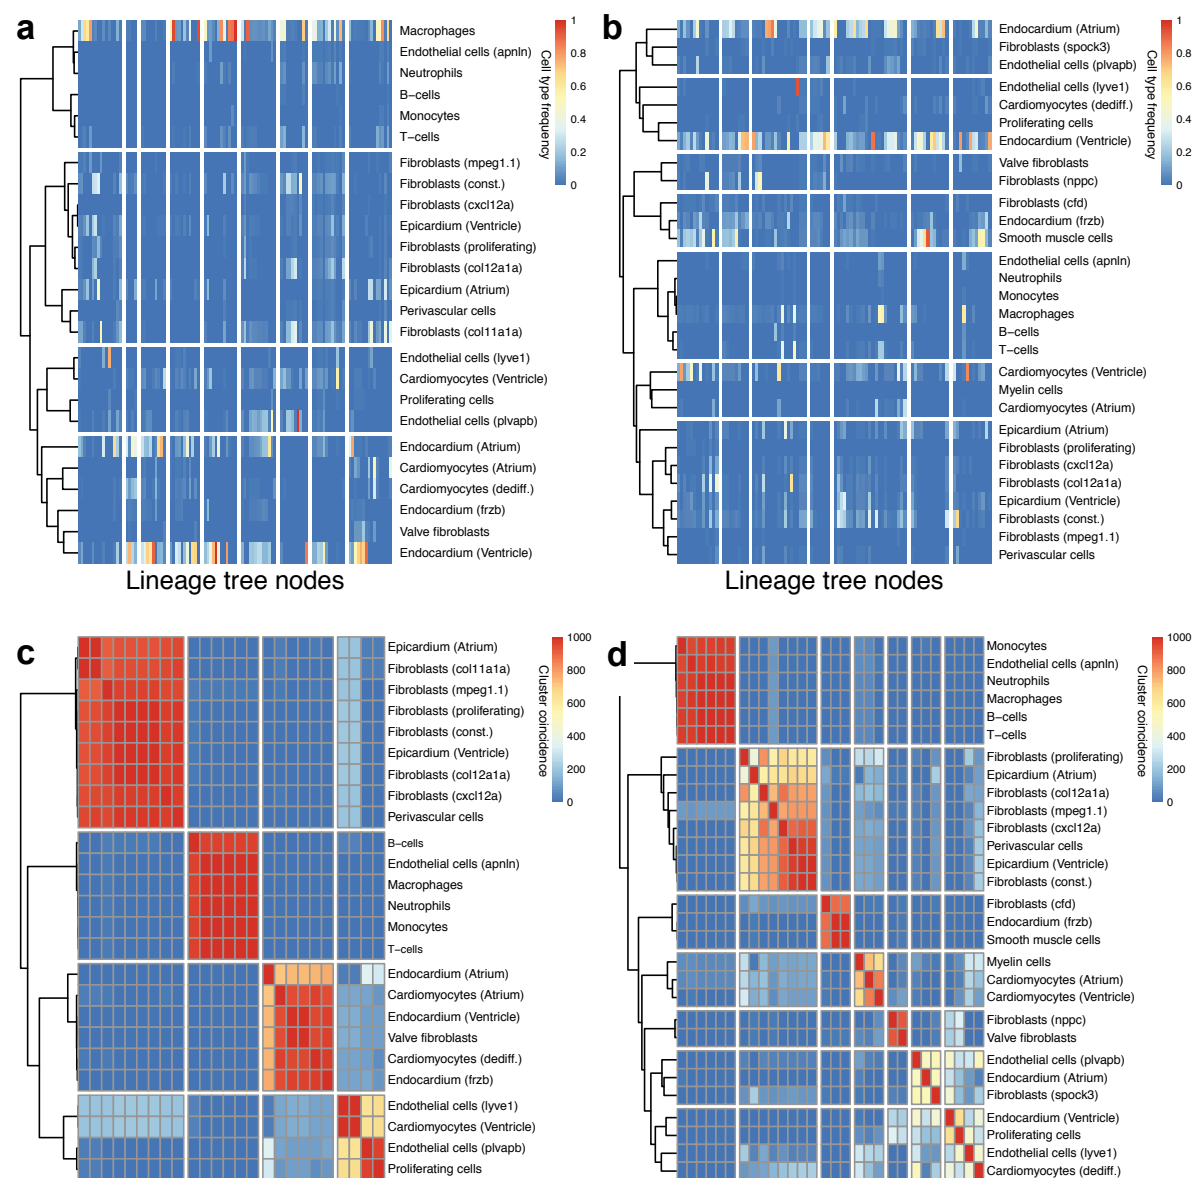 a
Macrophages
Endothelial cells (apnln)
Neutrophils
B−cells
Monocytes
T−cells
Fibroblasts (mpeg1.1)
Fibroblasts (const.)
Fibroblasts (cxcl12a)
Epicardium (Ventricle)
Fibroblasts (proliferating)
Fibroblasts (col12a1a)
Epicardium (Atrium)
Perivascular cells
Fibroblasts (col11a1a)
Endothelial cells (lyve1)
Cardiomyocytes (Ventricle)
Proliferating cells
Endothelial cells (plvapb)
Endocardium (Atrium)
Cardiomyocytes (Atrium)
Cardiomyocytes (dediff.)
Endocardium (frzb)
Valve fibroblasts
Endocardium (Ventricle)
Lineage tree nodes
1
0.8
0.6
0.4
0.2
0
Cell type frequency
b
Endocardium (Atrium)
Fibroblasts (spock3)
Endothelial cells (plvapb)
Endothelial cells (lyve1)
Cardiomyocytes (dediff.)
Proliferating cells
Endocardium (Ventricle)
Valve fibroblasts
Fibroblasts (nppc)
Fibroblasts (cfd)
Endocardium (frzb)
Smooth muscle cells
Endothelial cells (apnln)
Neutrophils
Monocytes
Macrophages
B−cells
T−cells
Cardiomyocytes (Ventricle)
Myelin cells
Cardiomyocytes (Atrium)
Epicardium (Atrium)
Fibroblasts (proliferating)
Fibroblasts (cxcl12a)
Fibroblasts (col12a1a)
Epicardium (Ventricle)
Fibroblasts (const.)
Fibroblasts (mpeg1.1)
Perivascular cells
Lineage tree nodes
1
0.8
0.6
0.4
0.2
0
Cell type frequency
c
Epicardium (Atrium)
Fibroblasts (col11a1a)
Fibroblasts (mpeg1.1)
Fibroblasts (proliferating)
Fibroblasts (const.)
Epicardium (Ventricle)
Fibroblasts (col12a1a)
Fibroblasts (cxcl12a)
Perivascular cells
B−cells
Endothelial cells (apnln)
Macrophages
Neutrophils
Monocytes
T−cells
Endocardium (Atrium)
Cardiomyocytes (Atrium)
Endocardium (Ventricle)
Valve fibroblasts
Cardiomyocytes (dediff.)
Endocardium (frzb)
Endothelial cells (lyve1)
Cardiomyocytes (Ventricle)
Endothelial cells (plvapb)
Proliferating cells
1000
800
600
400
200
0
Cluster coincidence
d
Monocytes
Endothelial cells (apnln)
Neutrophils
Macrophages
B−cells
T−cells
Fibroblasts (proliferating)
Epicardium (Atrium)
Fibroblasts (col12a1a)
Fibroblasts (mpeg1.1)
Fibroblasts (cxcl12a)
Perivascular cells
Epicardium (Ventricle)
Fibroblasts (const.)
Fibroblasts (cfd)
Endocardium (frzb)
Smooth muscle cells
Myelin cells
Cardiomyocytes (Atrium)
Cardiomyocytes (Ventricle)
Fibroblasts (nppc)
Valve fibroblasts
Endothelial cells (plvapb)
Endocardium (Atrium)
Fibroblasts (spock3)
Endocardium (Ventricle)
Proliferating cells
Endothelial cells (lyve1)
Cardiomyocytes (dediff.)
1000
800
600
400
200
0
Cluster coincidence